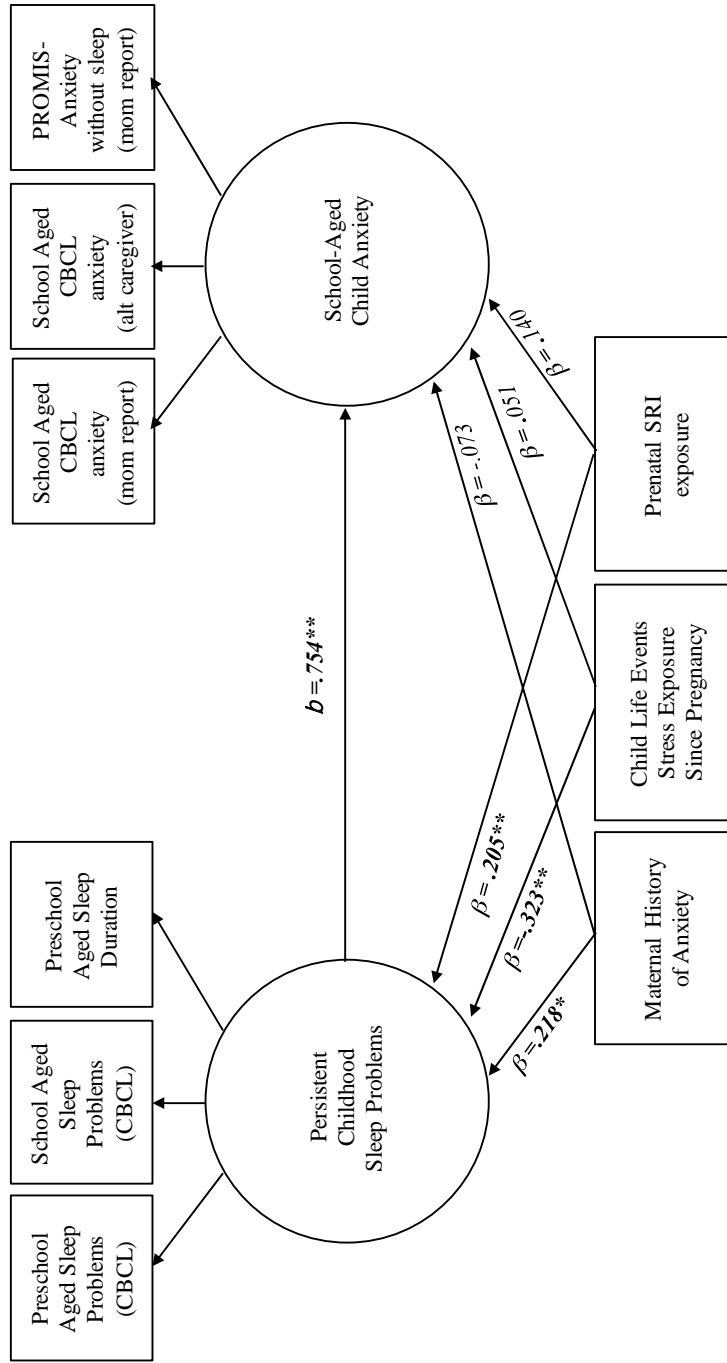 Preschool
Aged Sleep
Problems
(CBCL)
School Aged
Sleep
Problems
(CBCL)
Preschool
Aged Sleep
Duration
School Aged
CBCL
anxiety
(mom report)
School Aged
CBCL
anxiety
(alt caregiver)
PROMIS-
Anxiety
without sleep
(mom report)
Persistent
Childhood
Sleep Problems
b=.754**
School-Aged
Child Anxiety
β=.218*
β=-.323**
β=.205**
β=-.073
β=.051
β=.140
Maternal History
of Anxiety
Child Life Events
Stress Exposure
Since Pregnancy
Prenatal SRI
exposure